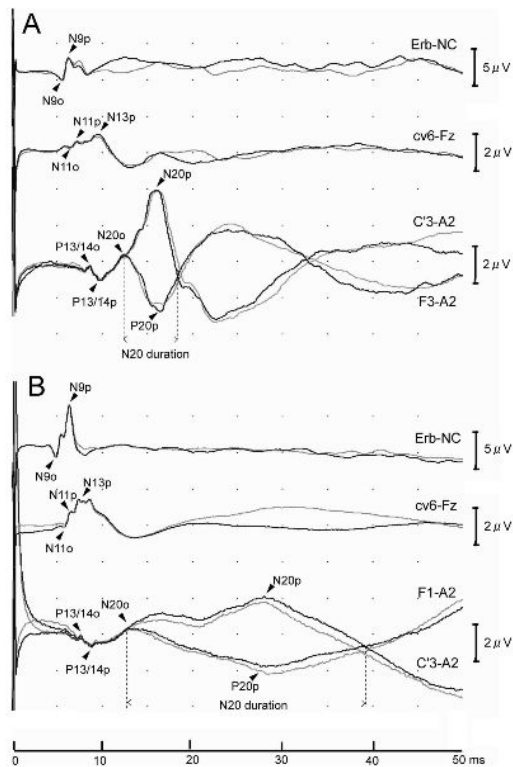 A
N9p
Erb-NC
5 μV
N9o
N11p
N13p
cv6-Fz
N11o
2 μV
N20p
N20o
C'3-A2
P13/14o
2 μV
P13/14p
F3-A2
P20p
N20 duration
B
N9p
Erb-NC
5 μV
N9o
N11p
N13p
cv6-Fz
2 μV
N11o
N20p
F1-A2
P13/14o
N20o
2 μV
C'3-A2
P13/14p
P20p
N20 duration
0 10 20 30 40 50 ms